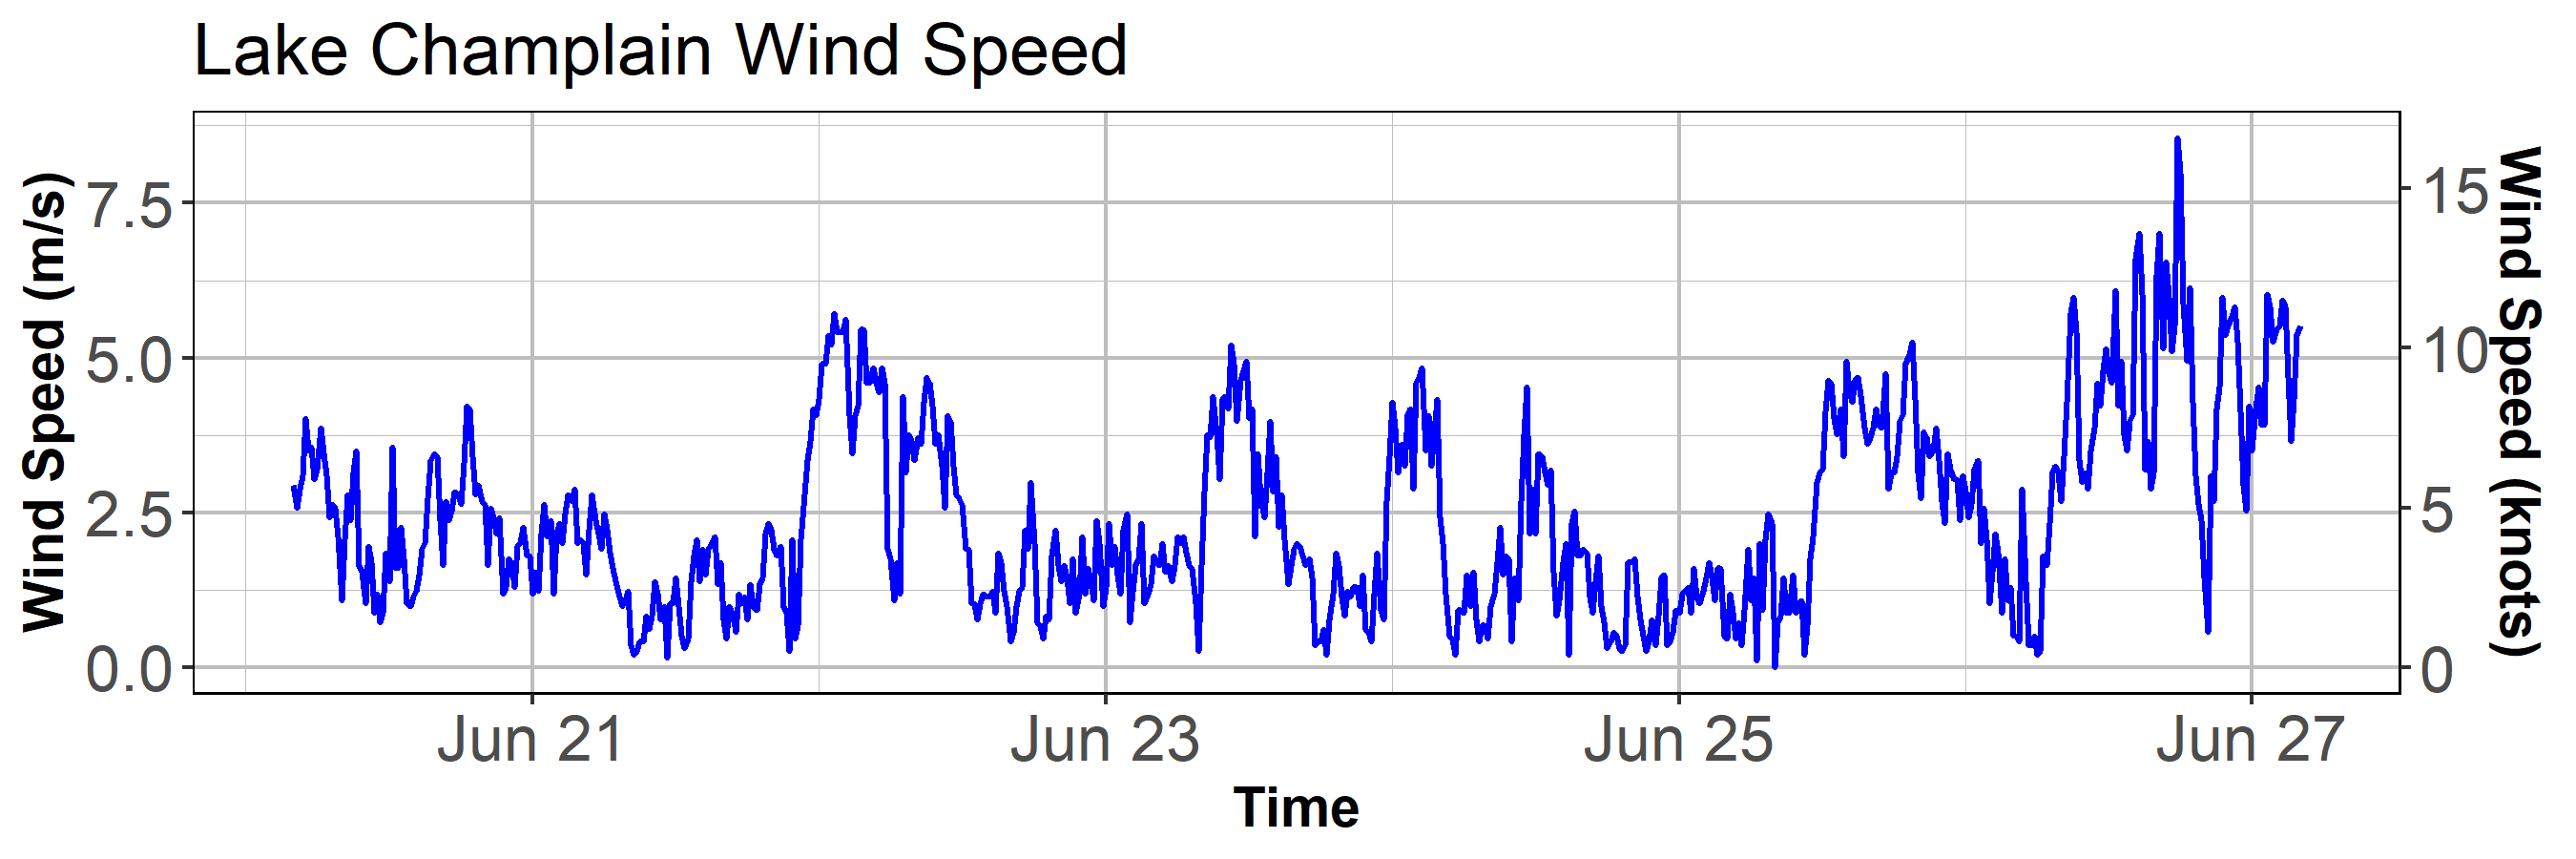 Lake Champlain Wind Speed
Wind Speed (m/s)
7.5
5.0
2.5
0.0
15
10
5
0
Wind Speed (knots)
Jun 21
Jun 23
Jun 25
Jun 27
Time